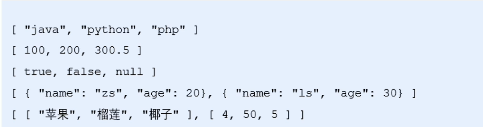 [ "java", "python", "php" ]
[ 100, 200, 300.5 ]
[ true, false, null ]
[ { "name": "zs", "age": 20}, { "name": "ls", "age": 30} ]
[ [ "苹果", "榴莲", "椰子" ], [ 4, 50, 5 ] ]